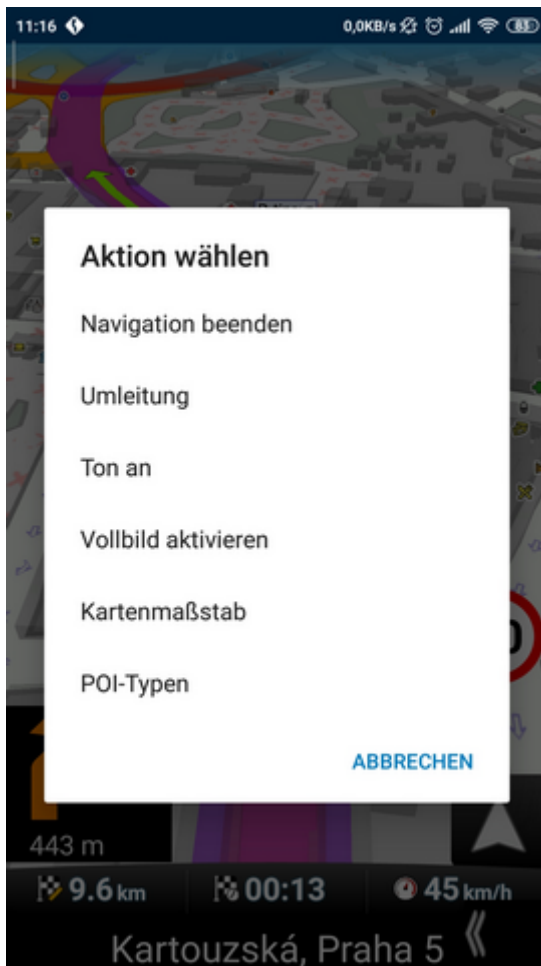 11:16
0,0KB/s
83
Aktion wählen
Navigation beenden
Umleitung
Ton an
Vollbild aktivieren
Kartenmaßstab
POI-Typen
ABBRECHEN
443 m
9.6 km 00:13 45 km/h
Kartouzská, Praha 5